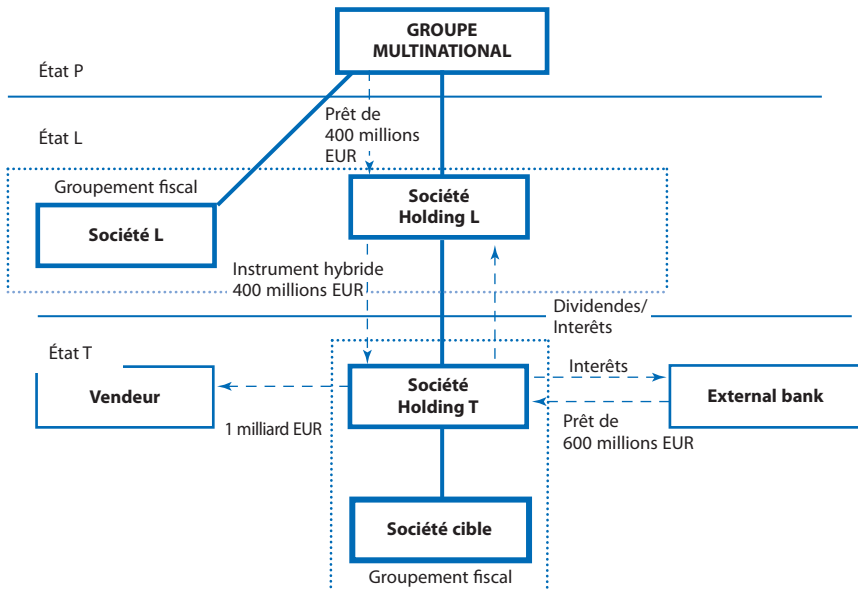 GROUPE
MULTINATIONAL
État P
Prêt de
400 millions
EUR
État L
Groupement fiscal
Société L
Société
Holding L
Instrument hybride
400 millions EUR
Dividendes/
Interêts
État T
Vendeur
1 milliard EUR
Société
Holding T
Interêts
Prêt de
600 millions EUR
External bank
Société cible
Groupement fiscal